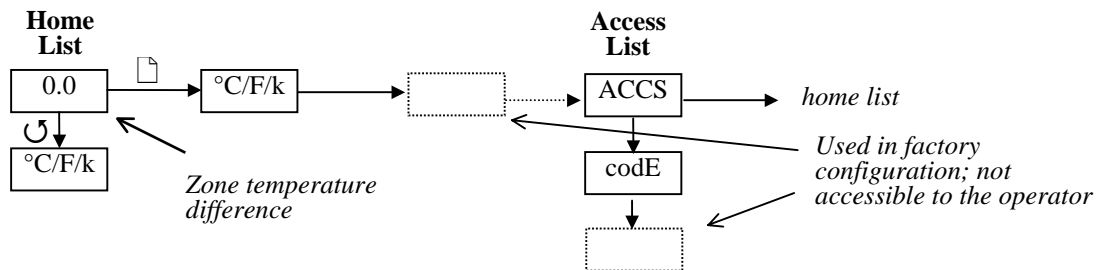 Home
List
0.0
°C/F/k
°C/F/k
Zone temperature
difference
Access
List
ACCS
codE
home list
Used in factory
configuration; not
accessible to the operator